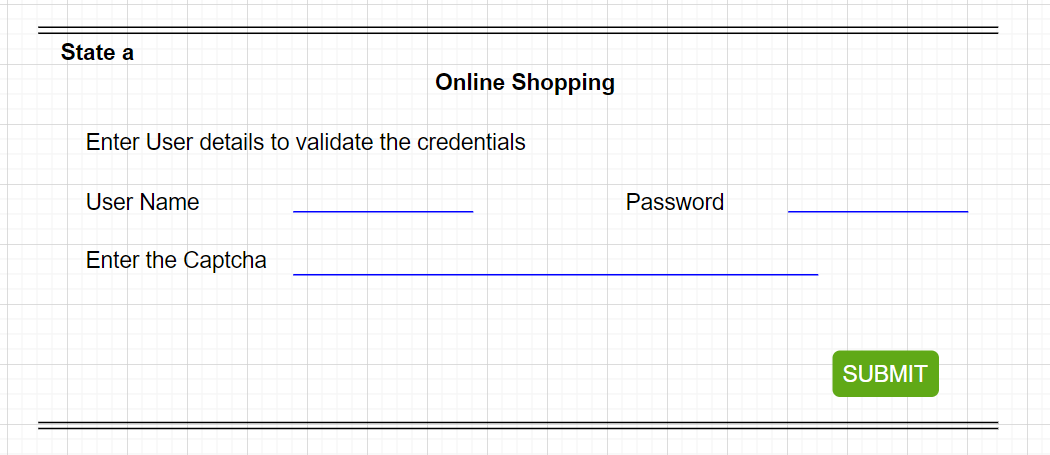 State a
Online Shopping
Enter User details to validate the credentials
User Name Password
Enter the Captcha
SUBMIT